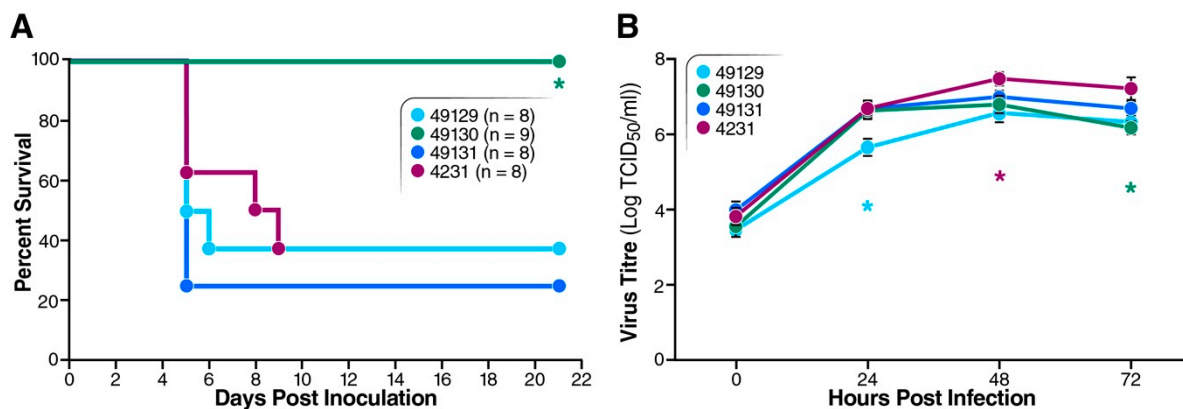 A
100
80
60
40
20
0
Percent Survival
0 2 4 6 8 10 12 14 16 18 20 22
Days Post Inoculation
*
49129 (n = 8)
49130 (n = 9)
49131 (n = 8)
4231 (n = 8)
B
8
6
4
2
0
Virus Titre (Log TCID50/ml))
0 24 48 72
Hours Post Infection
49129
49130
49131
4231
* * *